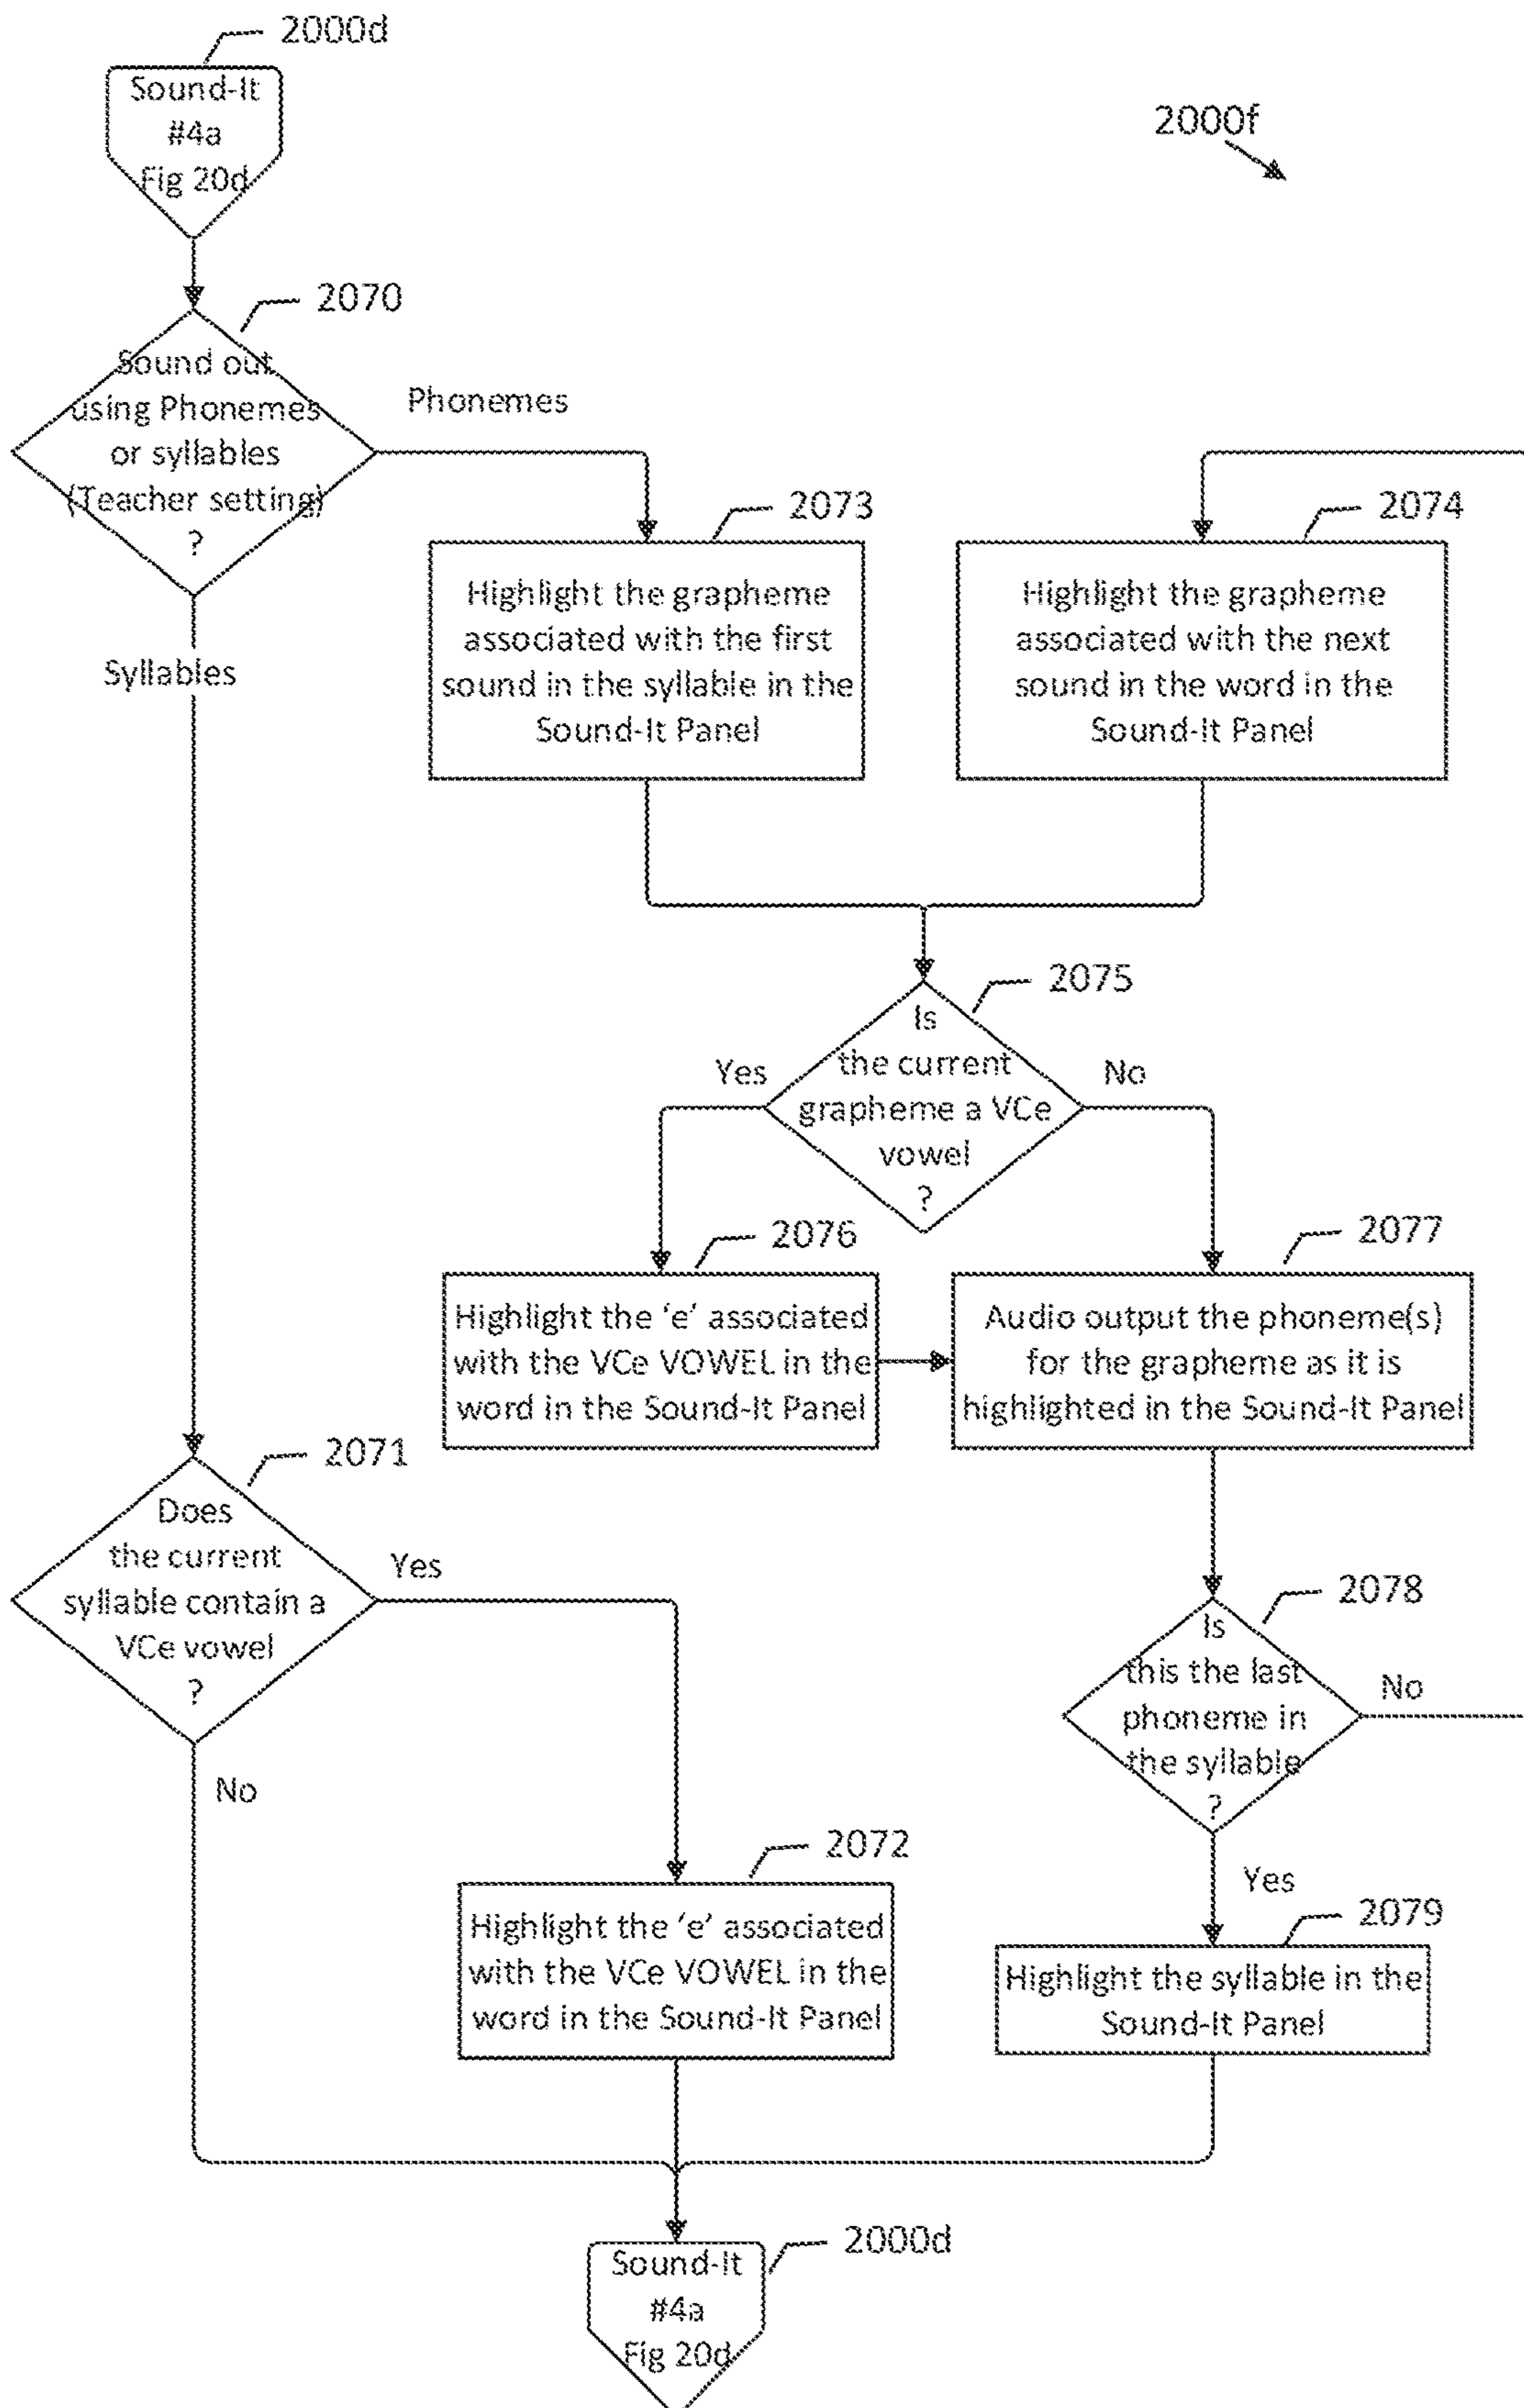 2000d
Sound-It
#4a
Fig 20d
2000f
2070
Sound out
using Phonemes
or syllables
(Teacher setting)
?
Phonemes
Syllables
2073
Highlight the grapheme
associated with the first
sound in the syllable in the
Sound-It Panel
2074
Highlight the grapheme
associated with the next
sound in the word in the
Sound-It Panel
2075
Is
the current
grapheme a VCe
vowel
?
Yes
No
2076
Highlight the ‘e’ associated
with the VCe VOWEL in the
word in the Sound-It Panel
2077
Audio output the phoneme(s)
for the grapheme as it is
highlighted in the Sound-It Panel
2071
Does
the current
syllable contain a
VCe vowel
?
Yes
No
2078
Is
this the last
phoneme in
the syllable
?
No
Yes
2072
Highlight the ‘e’ associated
with the VCe VOWEL in the
word in the Sound-It Panel
2079
Highlight the syllable in the
Sound-It Panel
2000d
Sound-It
#4a
Fig 20d